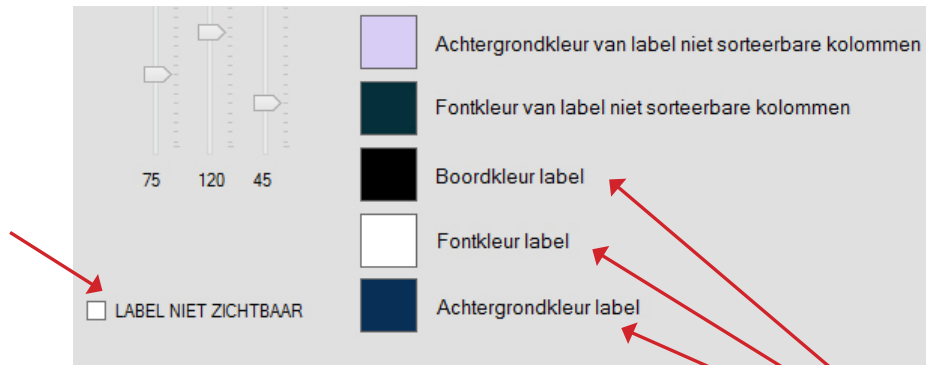 Achtergrondkleur van label niet sorteerbare kolommen
Fontkleur van label niet sorteerbare kolommen
75 120 45
Boordkleur label
Fontkleur label
LABEL NIET ZICHTBAAR
Achtergrondkleur label